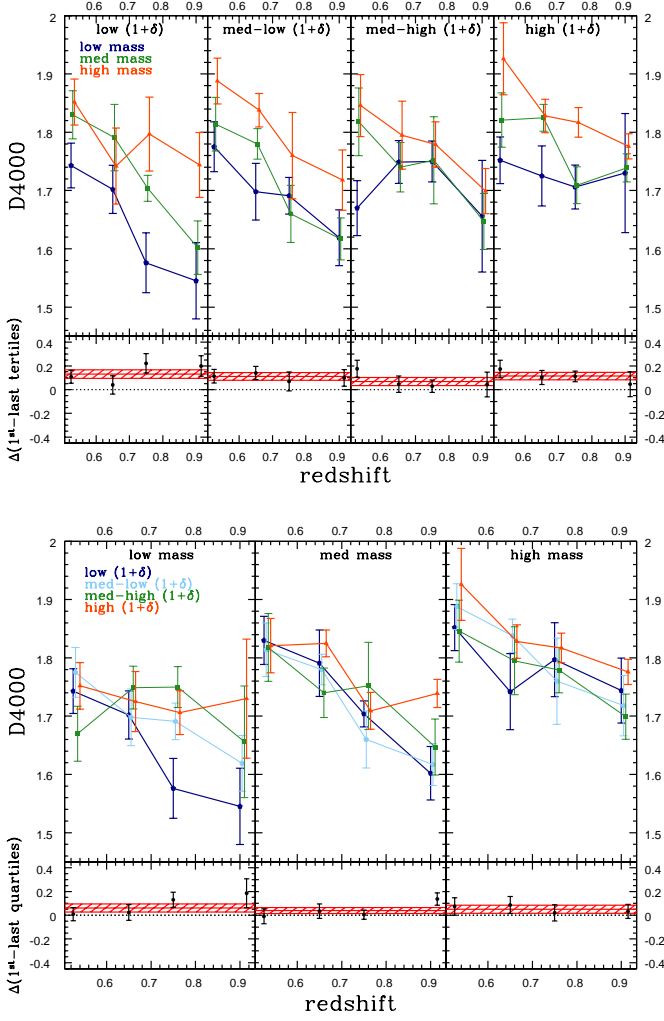 0.6 0.7 0.8 0.9 0.6 0.7 0.8 0.9 0.6 0.7 0.8 0.9 0.6 0.7 0.8 0.9
low (1+δ) med-low (1+δ) med-high (1+δ) high (1+δ) 2
low mass
med mass
high mass
1.9
1.8
D4000
1.7
1.6
1.5
Δ(1st-last tertiles)
0.4
0.2
0
-0.2
-0.4
0.6 0.7 0.8 0.9 0.6 0.7 0.8 0.9 0.6 0.7 0.8 0.9 0.6 0.7 0.8 0.9
redshift
0.6 0.7 0.8 0.9 0.6 0.7 0.8 0.9 0.6 0.7 0.8 0.9
low mass med mass high mass 2
low (1+δ)
med-low (1+δ)
med-high (1+δ)
high (1+δ)
1.9
1.8
D4000
1.7
1.6
1.5
Δ(1st-last quartiles)
0.4
0.2
0
-0.2
-0.4
0.6 0.7 0.8 0.9 0.6 0.7 0.8 0.9 0.6 0.7 0.8 0.9
redshift